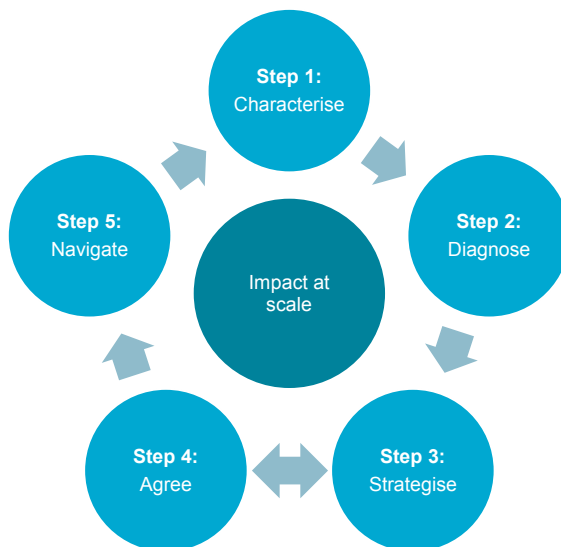 Step 1:
Characterise
Step 2:
Diagnose
Step 3:
Strategise
Step 4:
Agree
Step 5:
Navigate
Impact at
scale